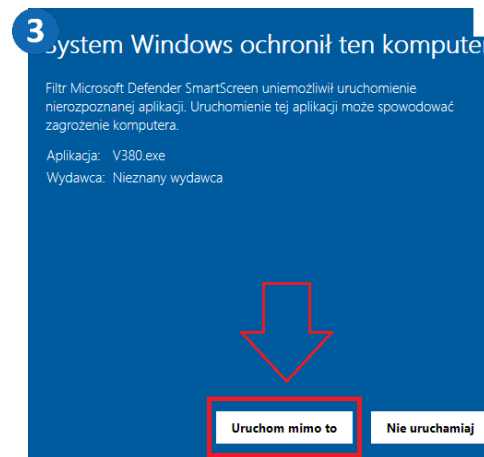 3
System Windows ochronił ten komputer
Filtr Microsoft Defender SmartScreen uniemożliwił uruchomienie
nierozpoznanej aplikacji. Uruchomienie tej aplikacji może spowodować
zagrożenie komputera.
Aplikacja: V380.exe
Wydawca: Nieznany wydawca
Uruchom mimo to
Nie uruchamiaj